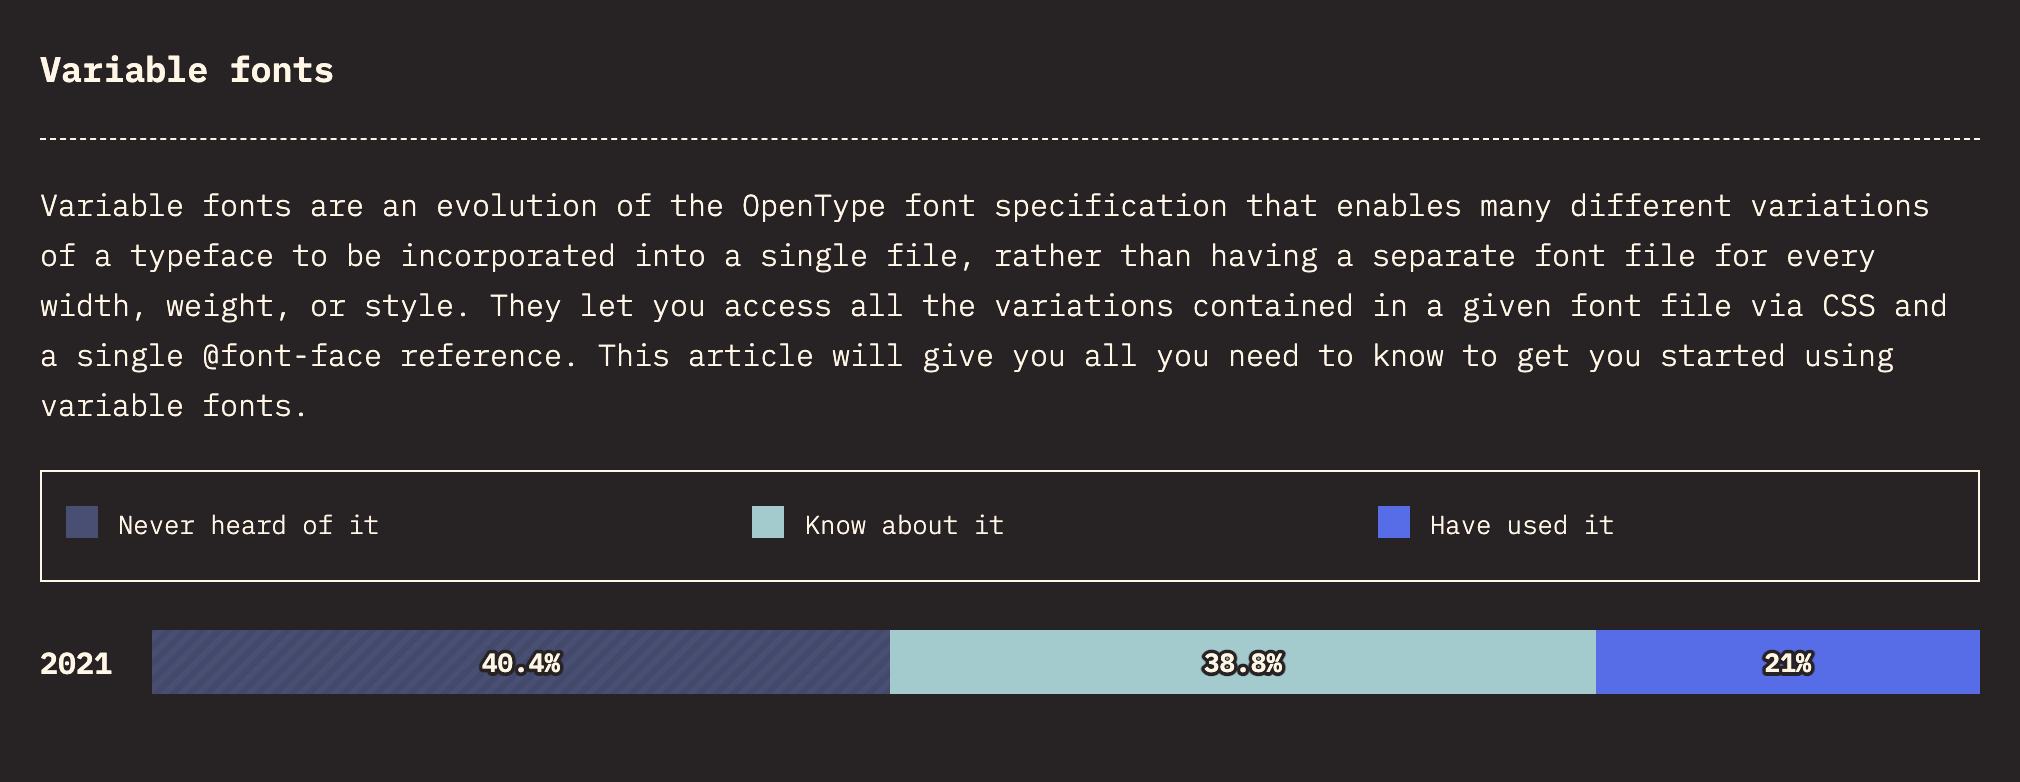 Variable fonts
Variable fonts are an evolution of the OpenType font specification that enables many different variations
of a typeface to be incorporated into a single file, rather than having a separate font file for every
width, weight, or style. They let you access all the variations contained in a given font file via CSS and
a single @font-face reference. This article will give you all you need to know to get you started using
variable fonts.
Never heard of it Know about it Have used it
2021 40.4% 38.8% 21%